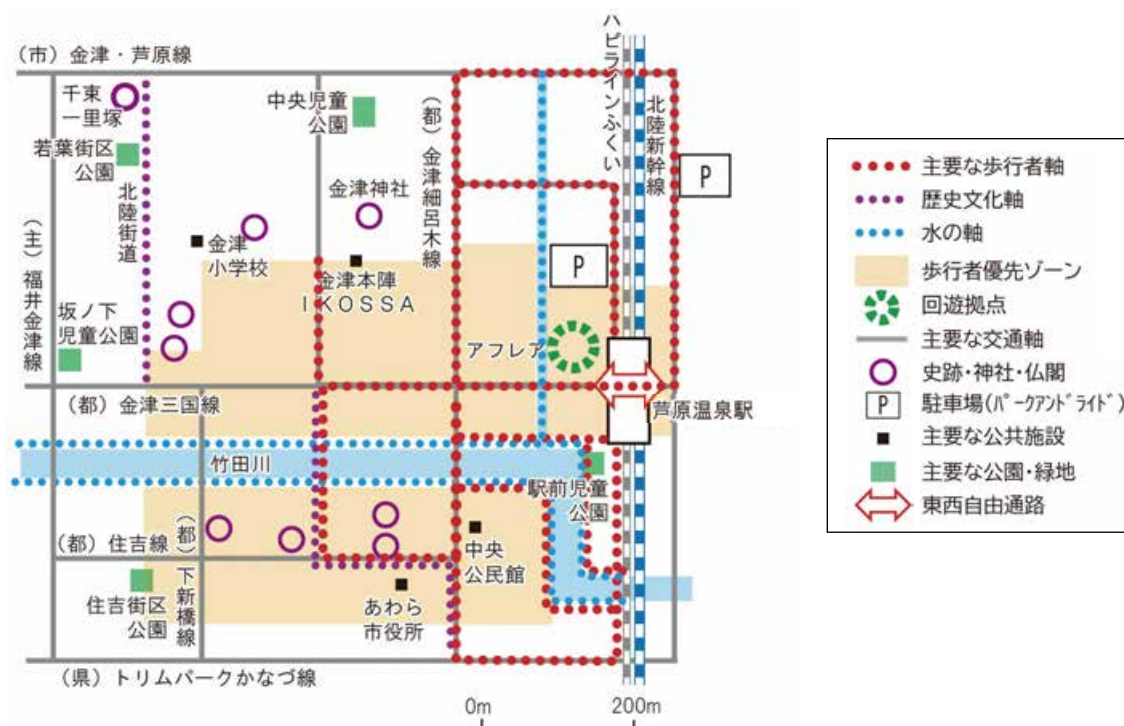 (市)金津・芦原線
ハピラインふくい
北陸新幹線
千束
一里塚
中央児童
公園
(都)金津細呂木線
若葉街区
公園
北陸街道
金津神社
P
(主)福井金津線
金津
小学校
金津本陣
IKOSSA
P
坂ノ下
児童公園
アフレア
(都)金津三国線
芦原温泉駅
竹田川
駅前児童
公園
(都)住吉線
(都)下新橋線
中央
公民館
住吉街区
公園
あわら
市役所
(県)トリムパークかなづ線
0m
200m
主要な歩行者軸
歴史文化軸
水の軸
歩行者優先ゾーン
回遊拠点
主要な交通軸
史跡・神社・仏閣
P 駐車場(パークアンドライド)
主要な公共施設
主要な公園・緑地
東西自由通路